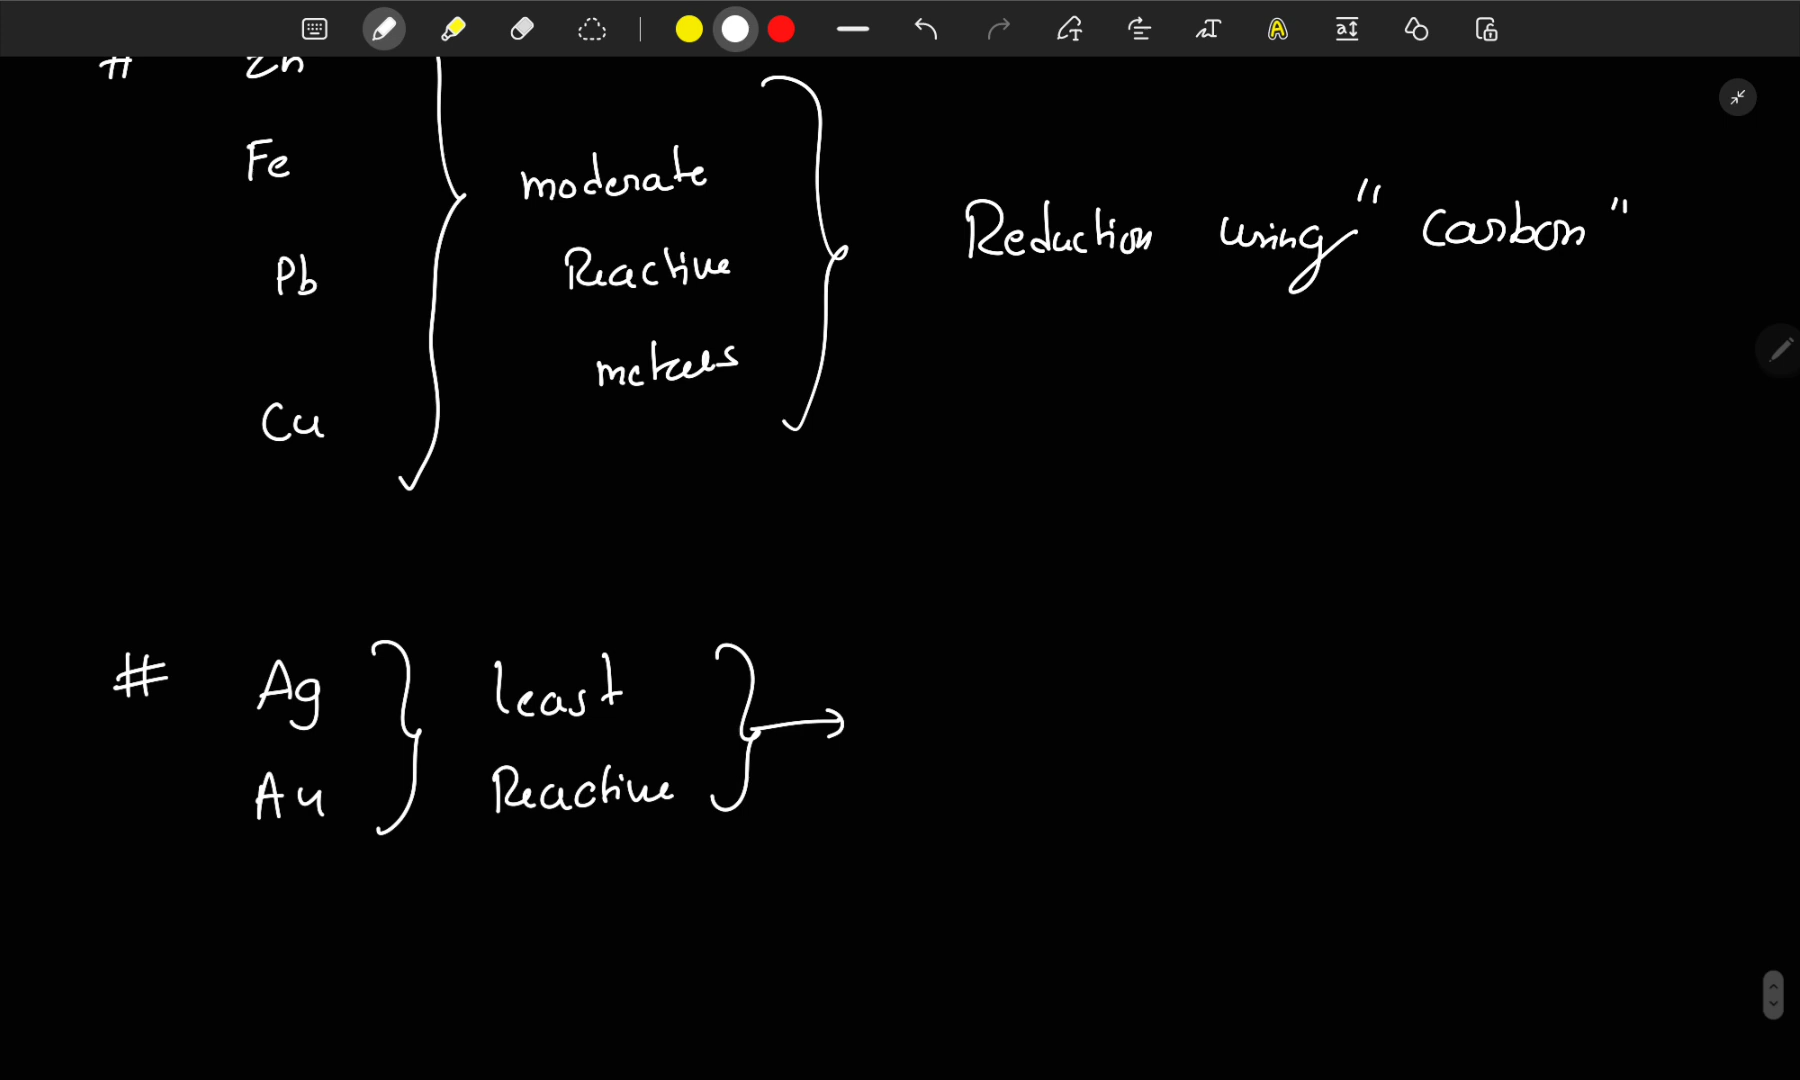 # Zn
Fe
Pb
Cu
moderate
Reactive
metals
Reduction using "Carbon"
# Ag
Au
least
Reactive